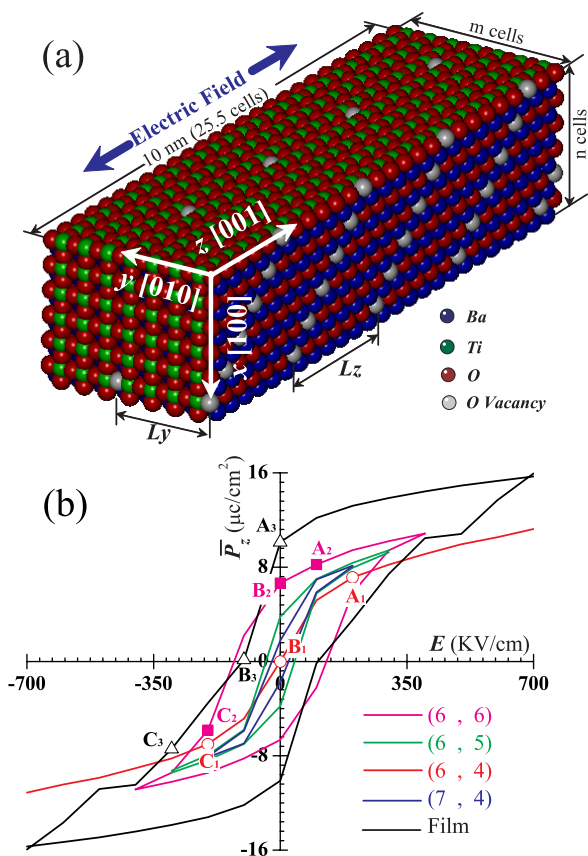 (a)
m cells
Electric Field
10 nm (25.5 cells)
n cells
z [001]
y [010]
x [100]
Ba
Ti
O
O Vacancy
Lz
Ly
(b)
P̅z (μc/cm²)
16
A3
8
A2
B2
A1
B1
E (KV/cm)
-700
-350
0
350
700
B3
C2
C3
C1
-8
-16
(6 , 6)
(6 , 5)
(6 , 4)
(7 , 4)
Film